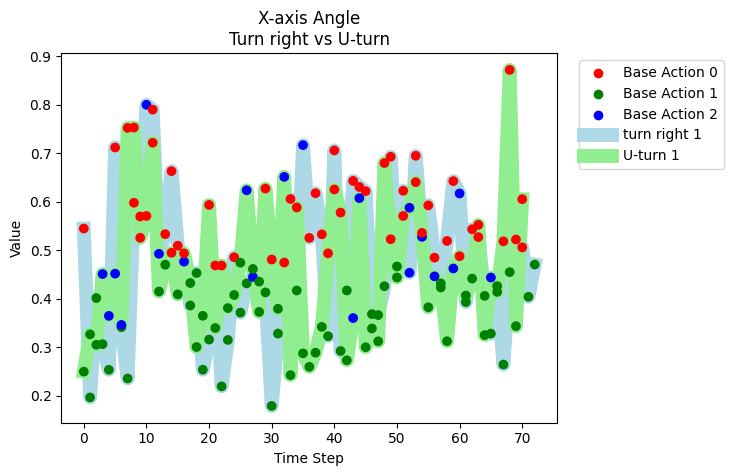 X-axis Angle
Turn right vs U-turn
Value
0.9
0.8
0.7
0.6
0.5
0.4
0.3
0.2
0 10 20 30 40 50 60 70
Time Step
Base Action 0
Base Action 1
Base Action 2
turn right 1
U-turn 1